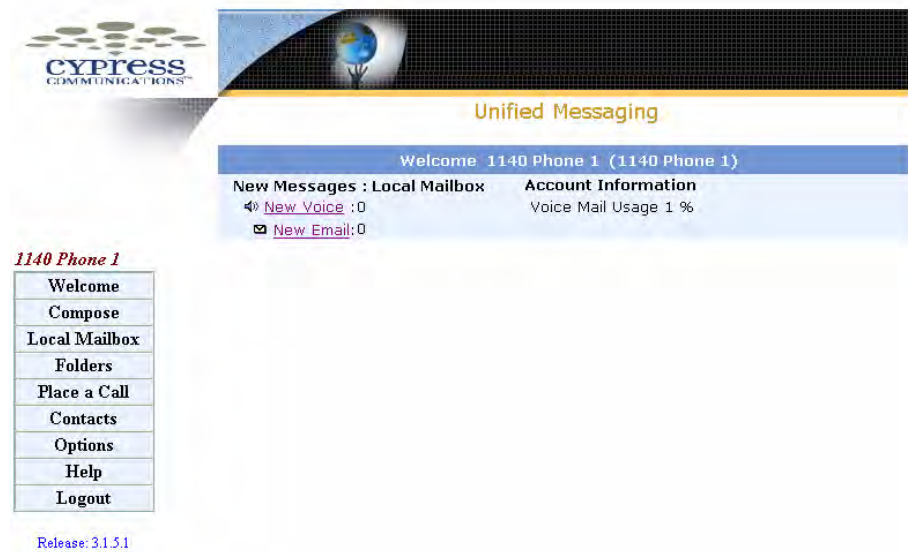 CYPRESS
COMMUNICATIONS™
Unified Messaging
Welcome 1140 Phone 1 (1140 Phone 1)
New Messages : Local Mailbox
Account Information
New Voice :0
Voice Mail Usage 1 %
New Email:0
1140 Phone 1
Welcome
Compose
Local Mailbox
Folders
Place a Call
Contacts
Options
Help
Logout
Release: 3.1.5.1